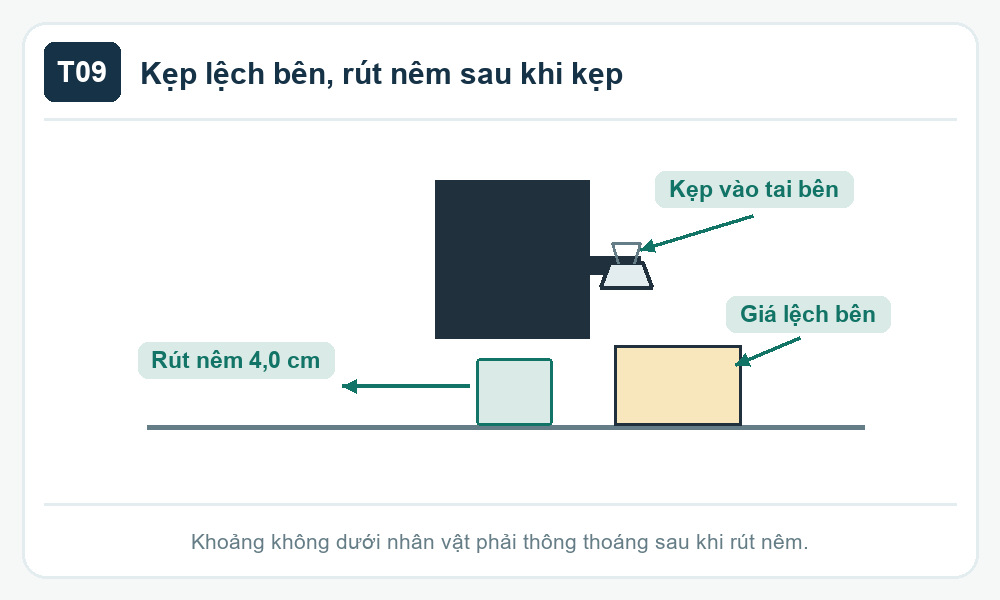 T09
Kẹp lệch bên, rút nêm sau khi kẹp
Kẹp vào tai bên
Giá lệch bên
Rút nêm 4,0 cm
Khoảng không dưới nhân vật phải thông thoáng sau khi rút nêm.